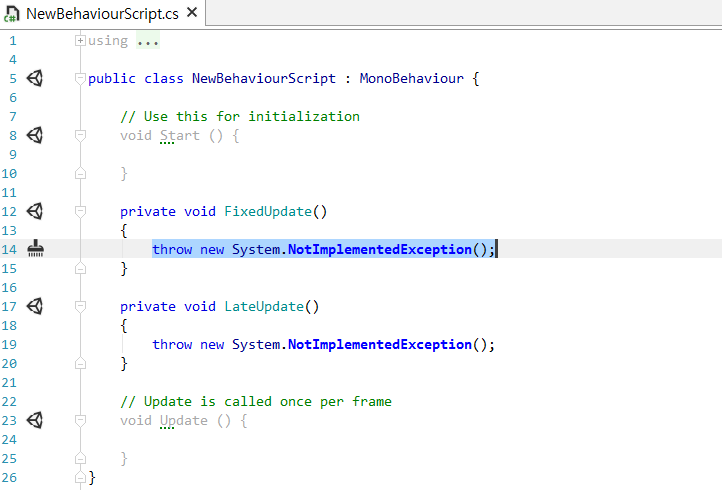 NewBehaviourScript.cs
1 using ...
4
5 public class NewBehaviourScript : MonoBehaviour {
6
7 // Use this for initialization
8 void Start () {
9
10 }
11
12 private void FixedUpdate()
13 {
14 throw new System.NotImplementedException();
15 }
16
17 private void LateUpdate()
18 {
19 throw new System.NotImplementedException();
20 }
21
22 // Update is called once per frame
23 void Update () {
24
25 }
26 }